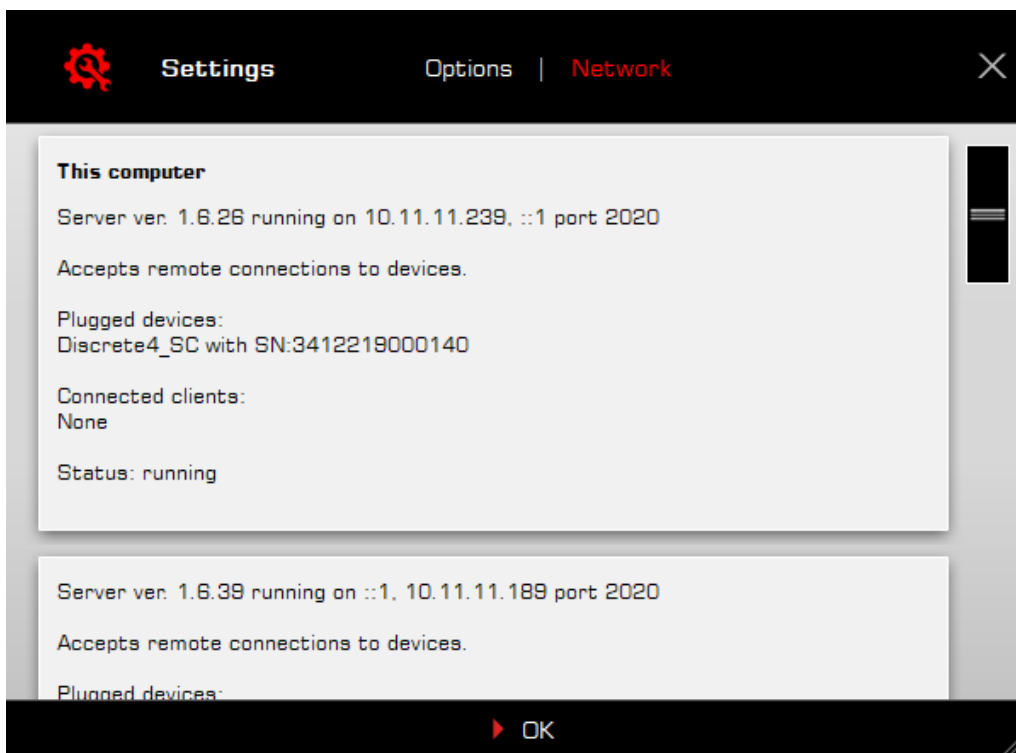 Settings
Options | Network
This computer
Server ver. 1.6.26 running on 10.11.11.239, ::1 port 2020
Accepts remote connections to devices.
Plugged devices:
Discrete4_SC with SN:3412219000140
Connected clients:
None
Status: running
Server ver. 1.6.39 running on ::1, 10.11.11.189 port 2020
Accepts remote connections to devices.
Plugged devices:
OK